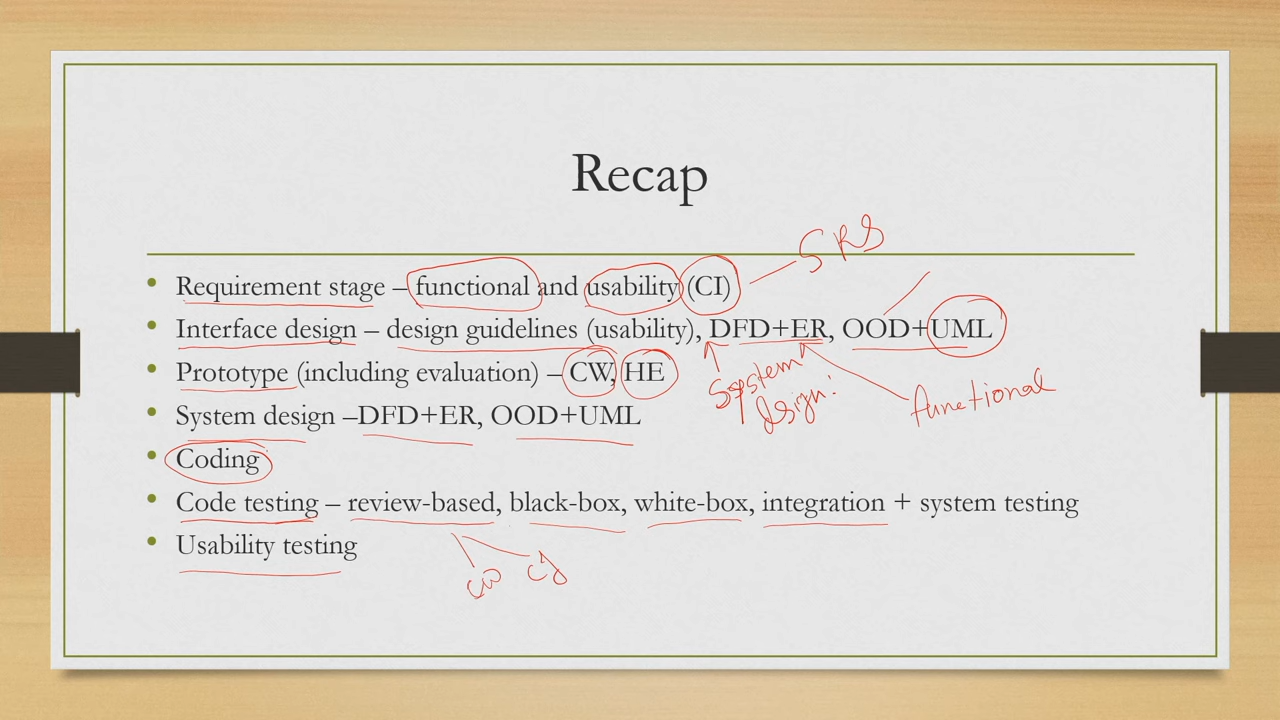 Recap
SRS
• Requirement stage – functional and usability (CI)
• Interface design – design guidelines (usability), DFD+ER, OOD+UML
• Prototype (including evaluation) – CW, HE
System
functional
• System design –DFD+ER, OOD+UML
• Coding
• Code testing – review-based, black-box, white-box, integration + system testing
• Usability testing
CW